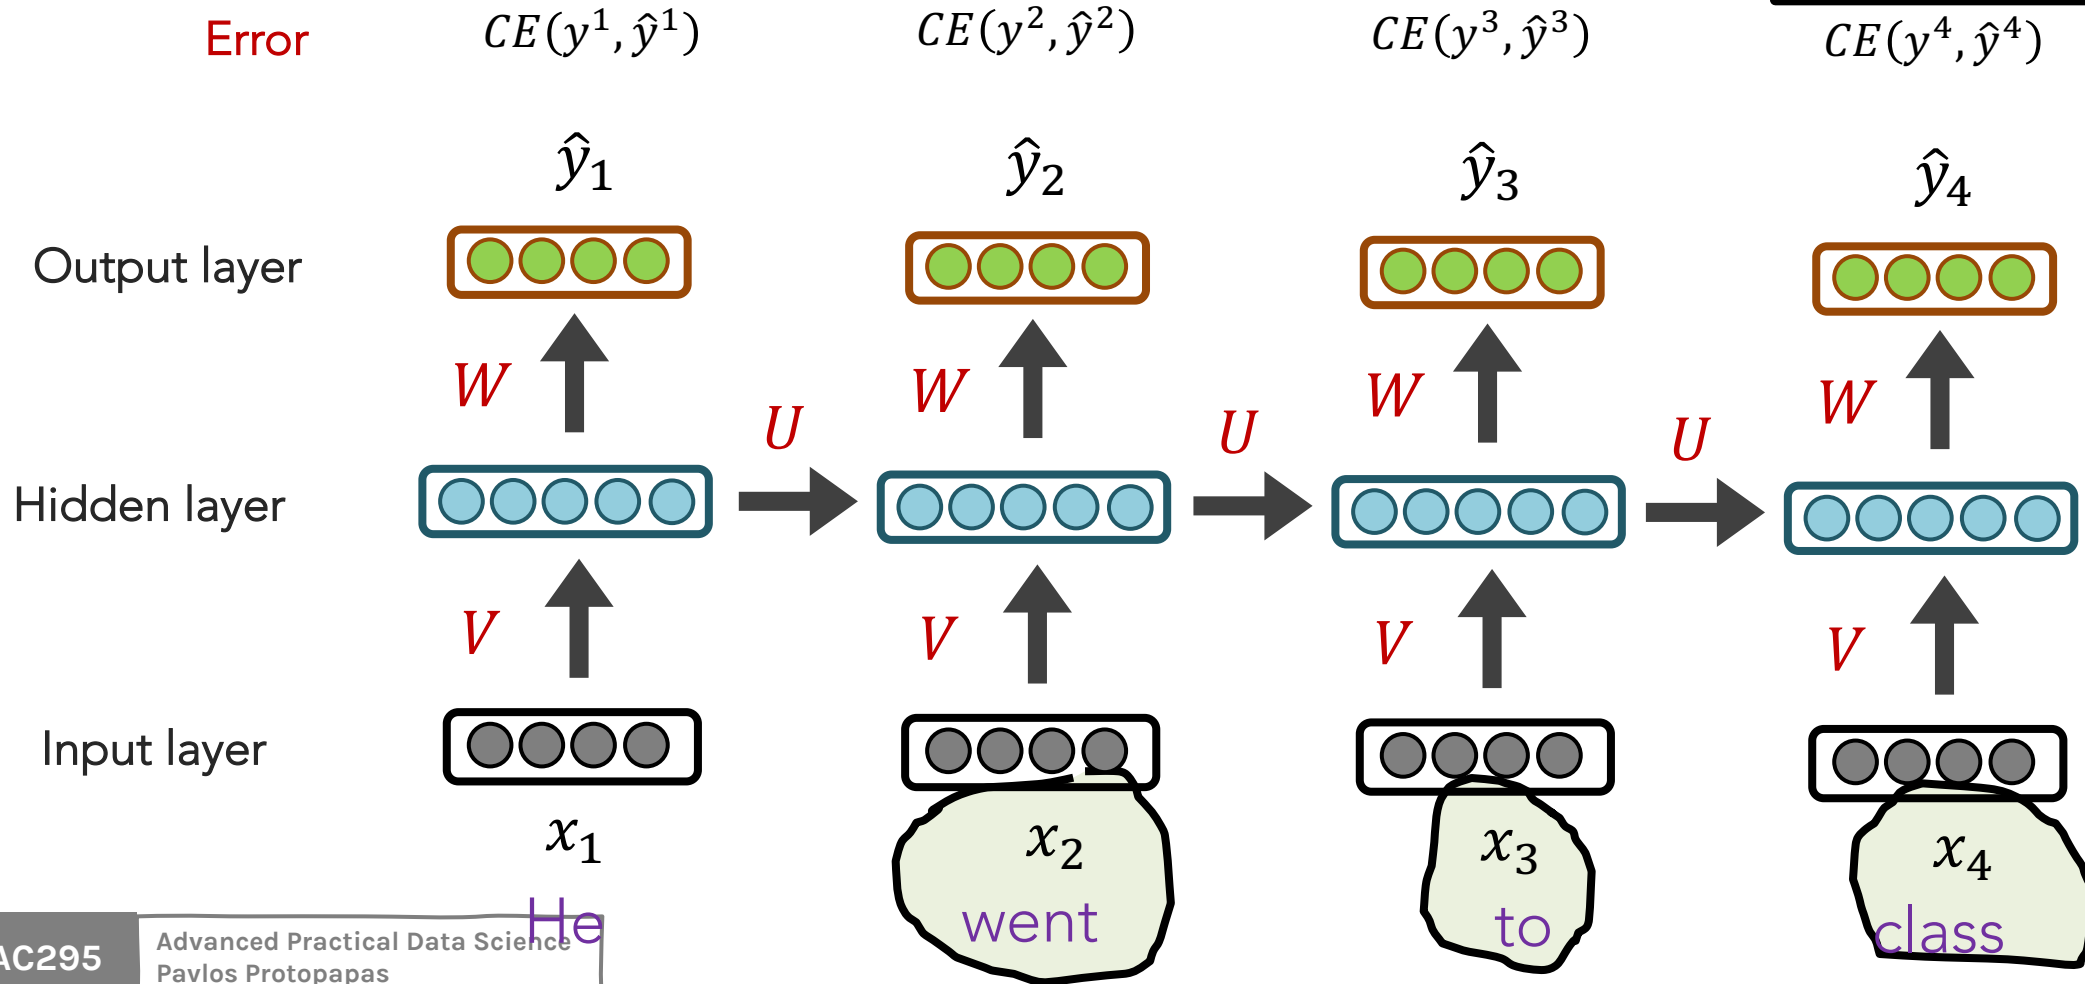 Error CE(y¹, ŷ¹) CE(y², ŷ²) CE(y³, ŷ³) CE(y⁴, ŷ⁴)
ŷ₁ ŷ₂ ŷ₃ ŷ₄
Output layer
W W W W
U U U
Hidden layer
V V V V
Input layer
x₁ x₂ x₃ x₄
He went to class
AC295 Advanced Practical Data Science
Pavlos Protopapas